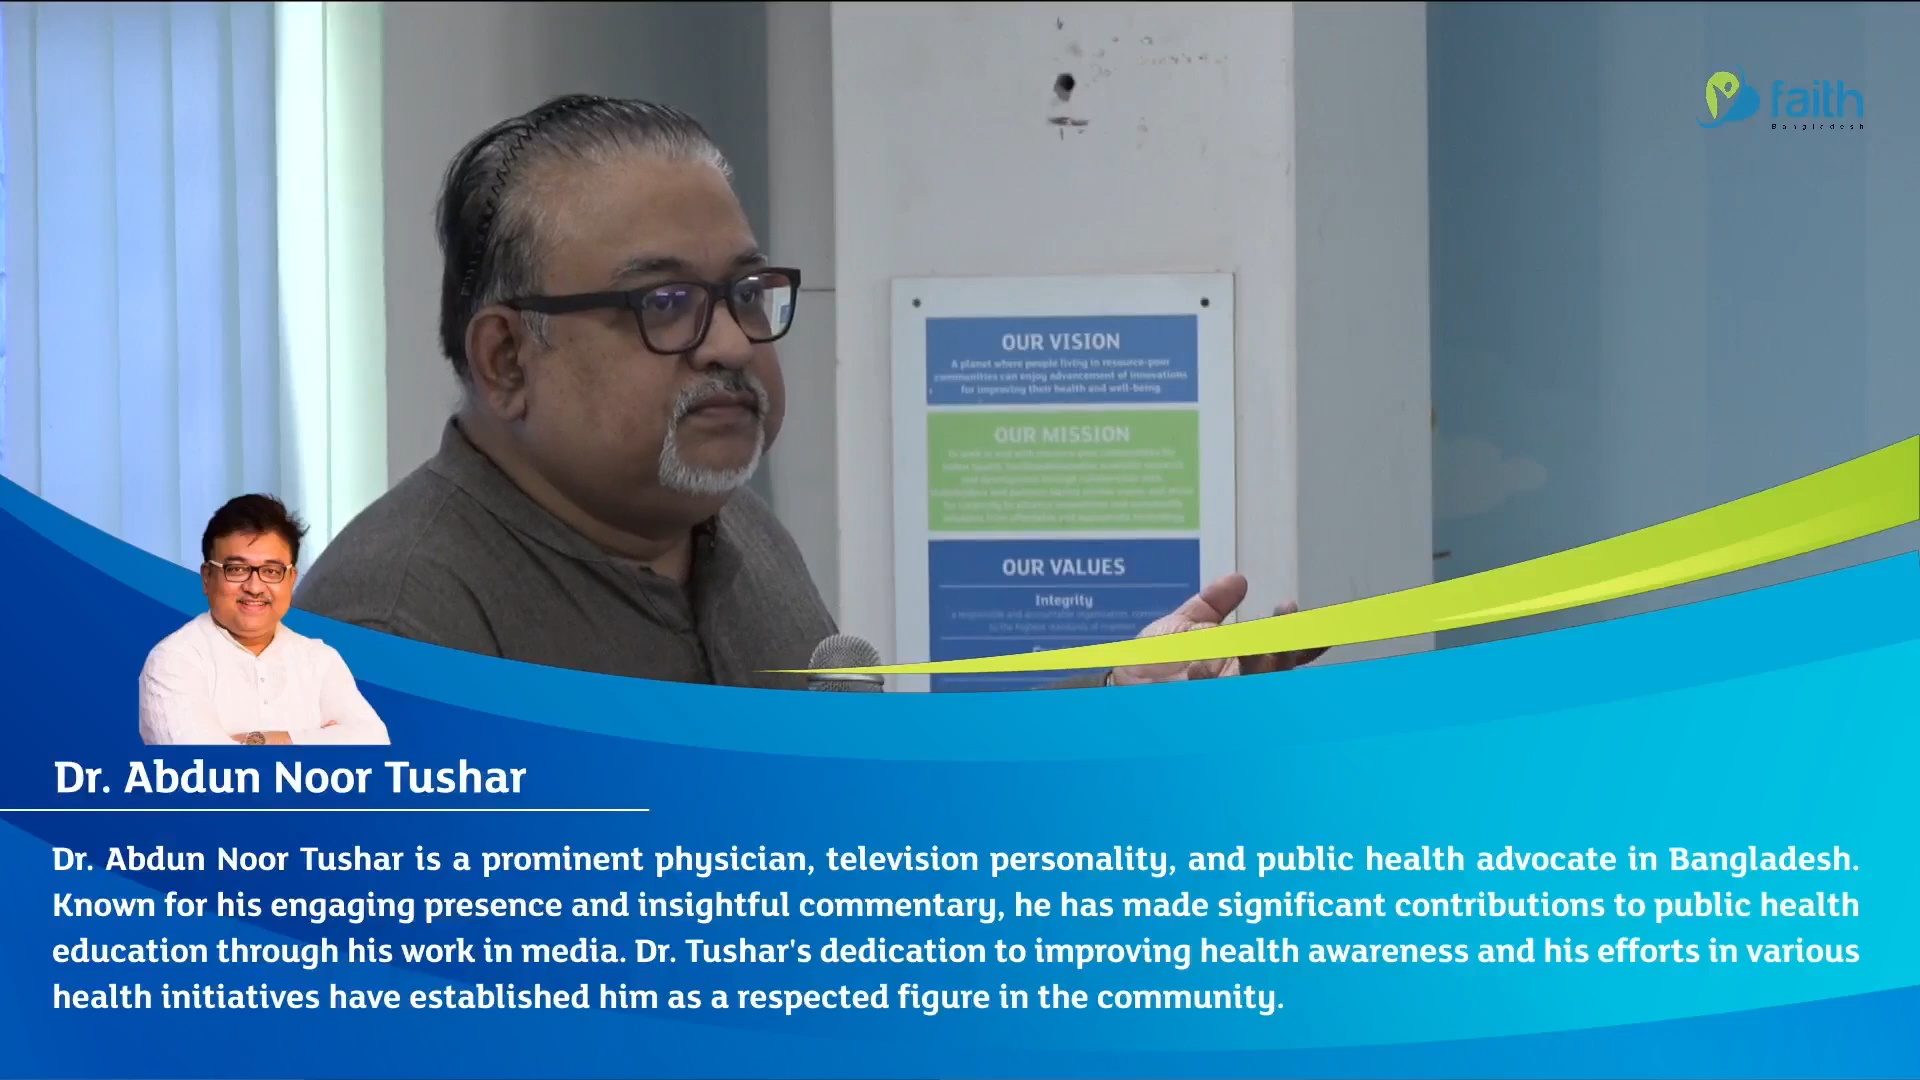 faith
Bangladesh
OUR VISION
A planet where people living in resource-poor
communities can enjoy advancement of innovations
for improving their health and well-being
OUR MISSION
OUR VALUES
Integrity
Dr. Abdun Noor Tushar
Dr. Abdun Noor Tushar is a prominent physician, television personality, and public health advocate in Bangladesh.
Known for his engaging presence and insightful commentary, he has made significant contributions to public health
education through his work in media. Dr. Tushar's dedication to improving health awareness and his efforts in various
health initiatives have established him as a respected figure in the community.